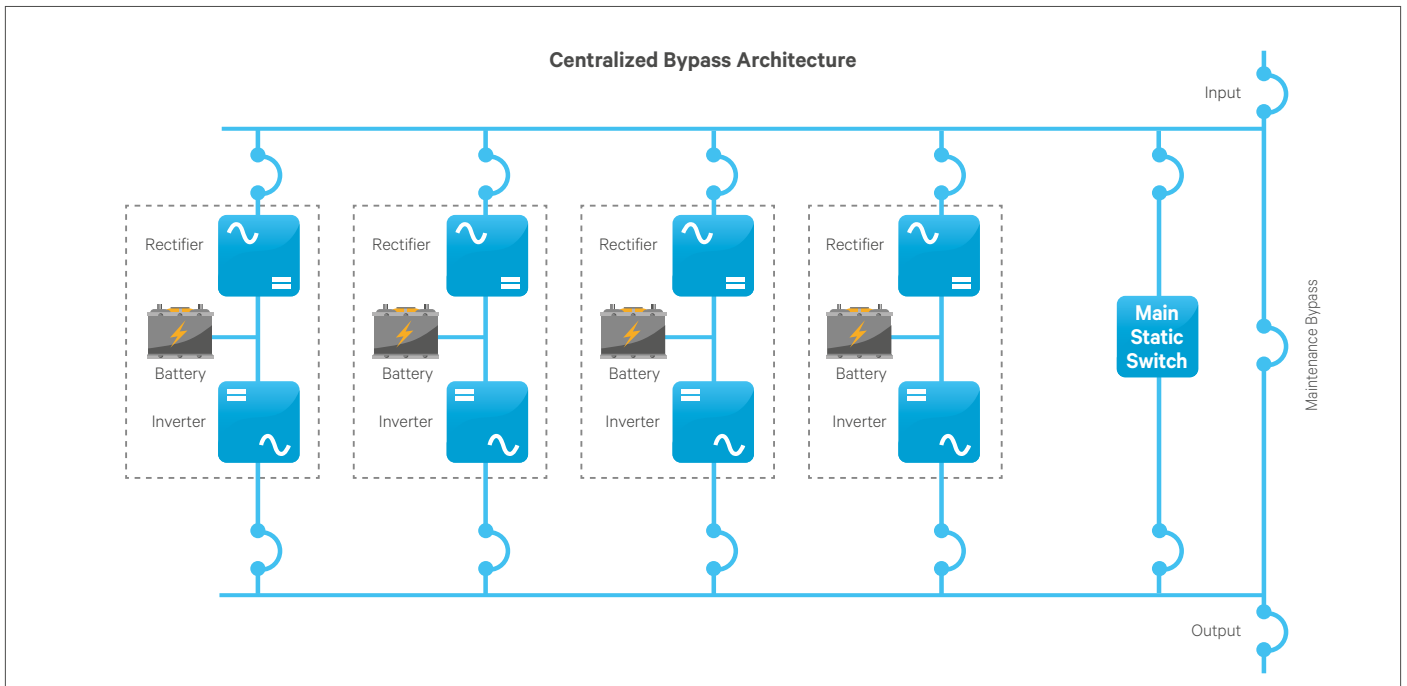 Centralized Bypass Architecture
Input
Rectifier
Rectifier
Rectifier
Rectifier
Main
Static
Switch
Maintenance Bypass
Battery
Battery
Battery
Battery
Inverter
Inverter
Inverter
Inverter
Output